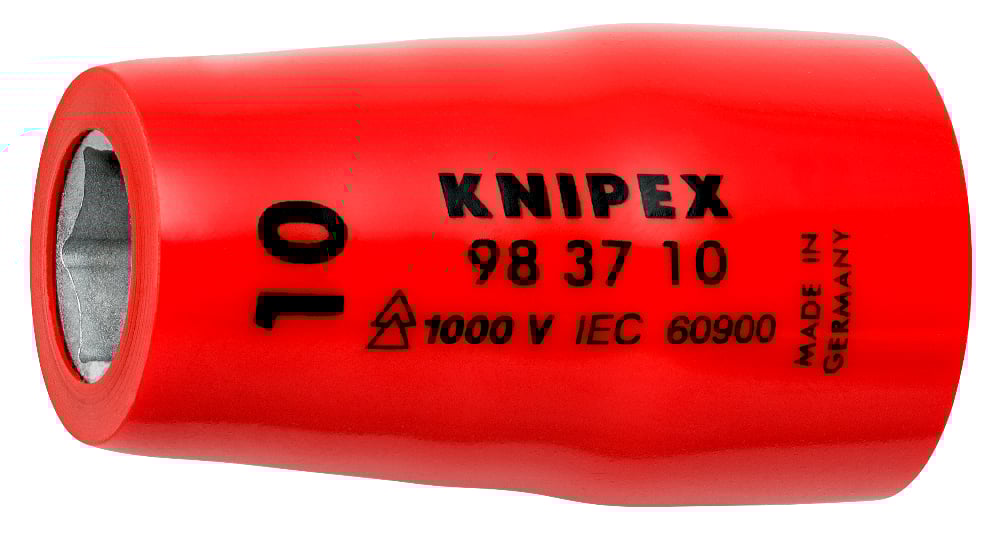 10
KNIPEX
98 37 10
1000 V IEC 60900
MADE IN
GERMANY